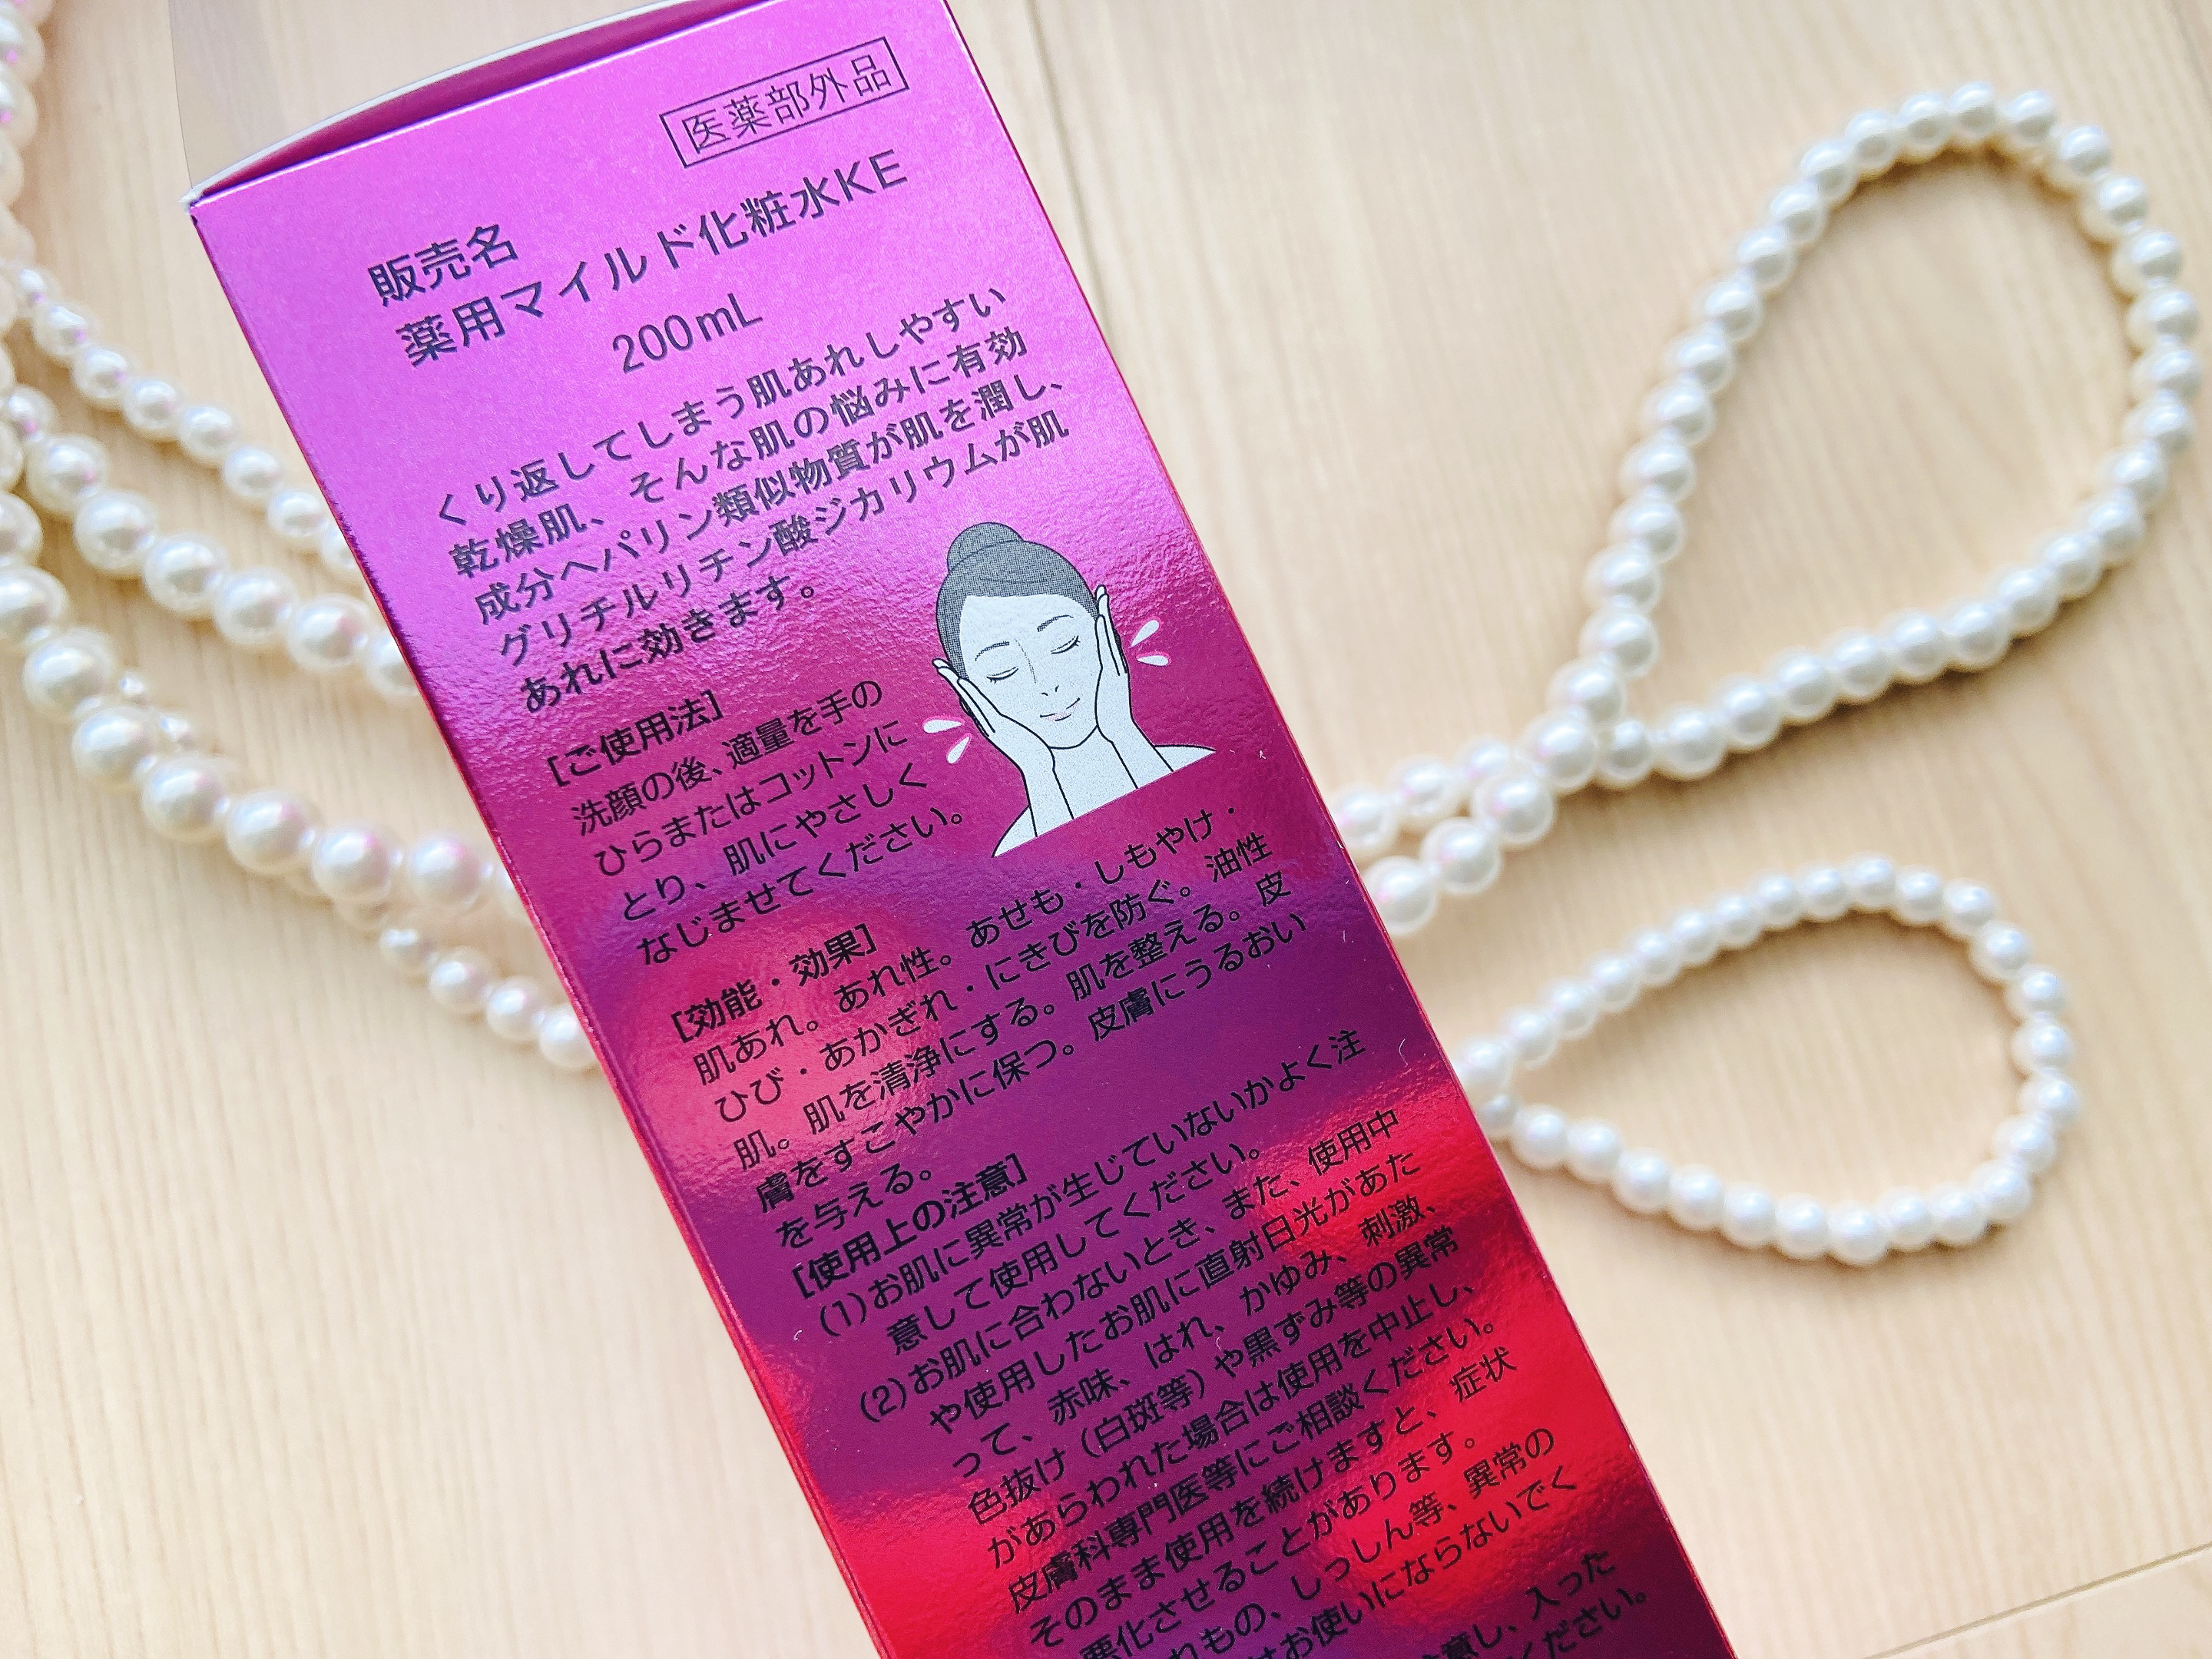 医薬部外品
販売名
薬用マイルド化粧水KE
200mL
くり返してしまう肌あれしやすい
乾燥肌、そんな肌の悩みに有効
成分ヘパリン類似物質が肌を潤し、
グリチルリチン酸ジカリウムが肌
あれに効きます。
[ご使用法]
洗顔の後、適量を手の
ひらまたはコットンに
とり、肌にやさしく
なじませてください。
[効能・効果]
肌あれ。あれ性。あせも・しもやけ・
ひび・あかぎれ・にきびを防ぐ。油性
肌。肌を清浄にする。肌を整える。皮
膚をすこやかに保つ。皮膚にうるおい
を与える。
[使用上の注意]
(1)お肌に異常が生じていないかよく注
意して使用してください。
(2)お肌に合わないとき、また、使用中
や使用したお肌に直射日光があた
って、赤味、はれ、かゆみ、刺激、
色抜け（白斑等）や黒ずみ等の異常
があらわれた場合は使用を中止し、
皮膚科専門医等にご相談ください。
そのまま使用を続けますと、症状
悪化させることがあります。
れもの、しっしん等、異常の
はお使いにならないでく
意し、入った
ください。